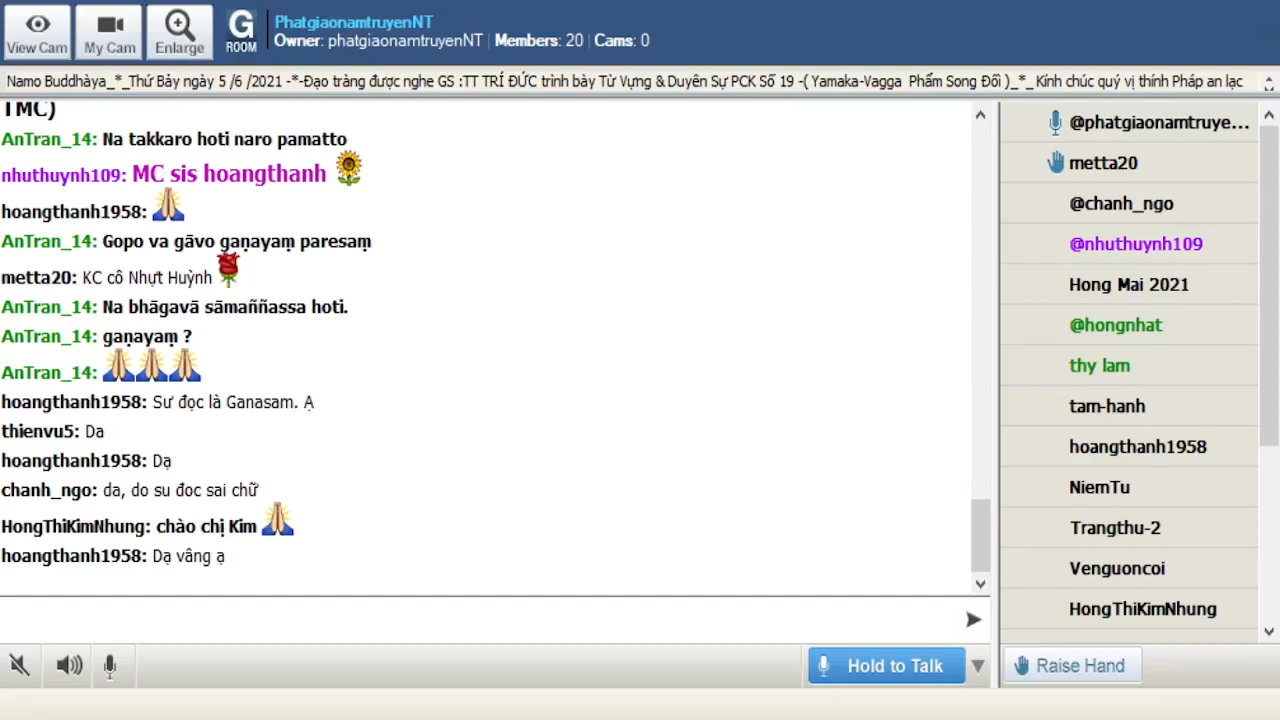 View Cam
My Cam
Enlarge
G
ROOM
PhatgiaonamtruyenNT
Owner: phatgiaonamtruyenNT | Members: 20 | Cams: 0
Namo Buddhàya_*_Thứ Bảy ngày 5 /6 /2021 -*-Đạo tràng được nghe GS :TT TRÍ ĐỨC trình bày Từ Vựng & Duyên Sự PCK Số 19 -( Yamaka-Vagga Phẩm Song Đối )_*_ Kính chúc quý vị thính Pháp an lạc
TMC)
AnTran_14: Na takkaro hoti naro pamatto
nhuthuynh109: MC sis hoangthanh
hoangthanh1958:
AnTran_14: Gopo va gāvo gaṇayaṃ paresaṃ
metta20: KC cô Nhựt Huỳnh
AnTran_14: Na bhāgavā sāmaññassa hoti.
AnTran_14: gaṇayaṃ ?
AnTran_14:
hoangthanh1958: Sư đọc là Ganasam. Ạ
thienvu5: Da
hoangthanh1958: Dạ
chanh_ngo: da, do su đoc sai chữ
HongThiKimNhung: chào chị Kim
hoangthanh1958: Dạ vâng ạ
Hold to Talk
@phatgiaonamtruye...
metta20
@chanh_ngo
@nhuthuynh109
Hong Mai 2021
@hongnhat
thy lam
tam-hanh
hoangthanh1958
NiemTu
Trangthu-2
Venguoncoi
HongThiKimNhung
Raise Hand